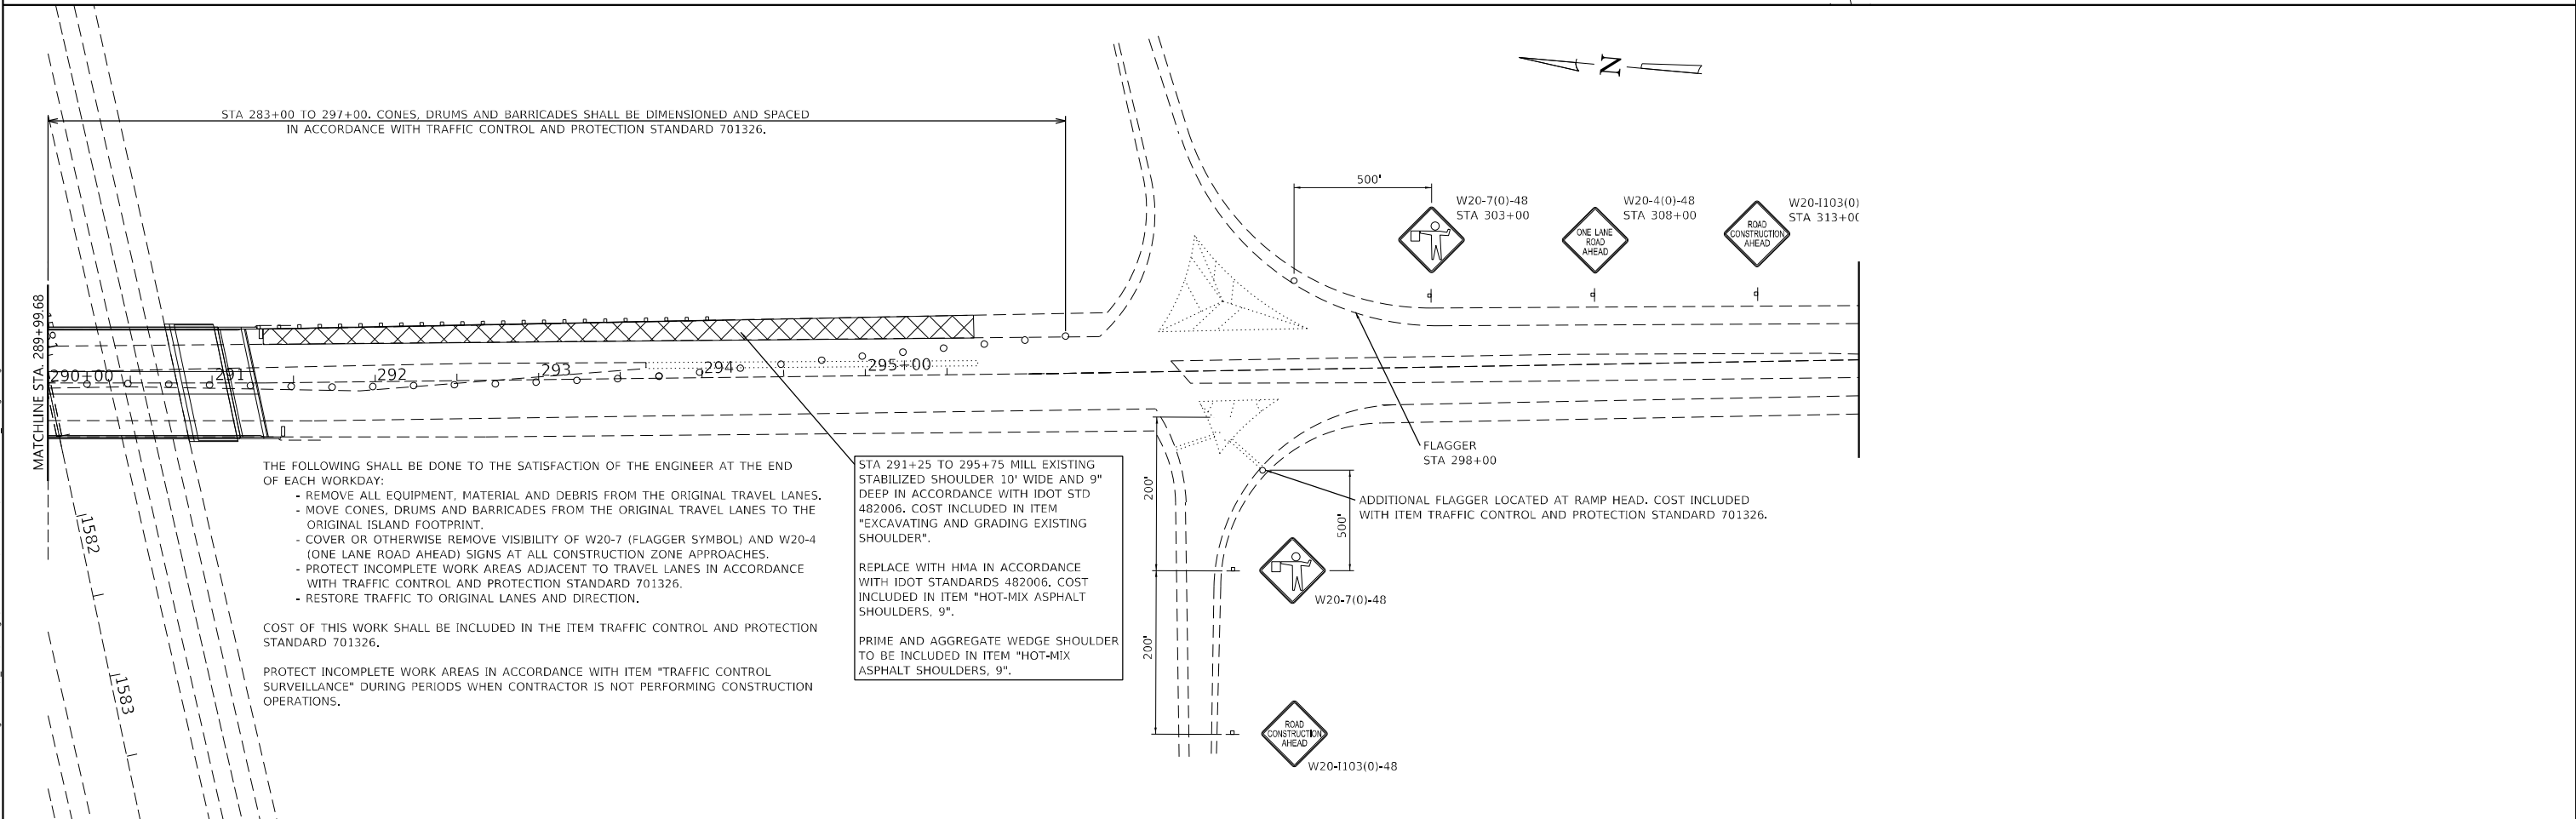 N
STA 283+00 TO 297+00. CONES, DRUMS AND BARRICADES SHALL BE DIMENSIONED AND SPACED
IN ACCORDANCE WITH TRAFFIC CONTROL AND PROTECTION STANDARD 701326.
500'
W20-7(0)-48
STA 303+00
W20-4(0)-48
STA 308+00
W20-I103(0)
STA 313+00
ONE LANE
ROAD
AHEAD
ROAD
CONSTRUCTION
AHEAD
MATCHLINE STA. 289+99.68
290+00
291
292
293
294
295+00
1582
1583
FLAGGER
STA 298+00
THE FOLLOWING SHALL BE DONE TO THE SATISFACTION OF THE ENGINEER AT THE END
OF EACH WORKDAY:
- REMOVE ALL EQUIPMENT, MATERIAL AND DEBRIS FROM THE ORIGINAL TRAVEL LANES.
- MOVE CONES, DRUMS AND BARRICADES FROM THE ORIGINAL TRAVEL LANES TO THE
ORIGINAL ISLAND FOOTPRINT.
- COVER OR OTHERWISE REMOVE VISIBILITY OF W20-7 (FLAGGER SYMBOL) AND W20-4
(ONE LANE ROAD AHEAD) SIGNS AT ALL CONSTRUCTION ZONE APPROACHES.
- PROTECT INCOMPLETE WORK AREAS ADJACENT TO TRAVEL LANES IN ACCORDANCE
WITH TRAFFIC CONTROL AND PROTECTION STANDARD 701326.
- RESTORE TRAFFIC TO ORIGINAL LANES AND DIRECTION.
COST OF THIS WORK SHALL BE INCLUDED IN THE ITEM TRAFFIC CONTROL AND PROTECTION
STANDARD 701326.
PROTECT INCOMPLETE WORK AREAS IN ACCORDANCE WITH ITEM "TRAFFIC CONTROL
SURVEILLANCE" DURING PERIODS WHEN CONTRACTOR IS NOT PERFORMING CONSTRUCTION
OPERATIONS.
STA 291+25 TO 295+75 MILL EXISTING
STABILIZED SHOULDER 10' WIDE AND 9"
DEEP IN ACCORDANCE WITH IDOT STD
482006. COST INCLUDED IN ITEM
"EXCAVATING AND GRADING EXISTING
SHOULDER".
REPLACE WITH HMA IN ACCORDANCE
WITH IDOT STANDARDS 482006. COST
INCLUDED IN ITEM "HOT-MIX ASPHALT
SHOULDERS, 9".
PRIME AND AGGREGATE WEDGE SHOULDER
TO BE INCLUDED IN ITEM "HOT-MIX
ASPHALT SHOULDERS, 9".
200'
200'
500'
ADDITIONAL FLAGGER LOCATED AT RAMP HEAD. COST INCLUDED
WITH ITEM TRAFFIC CONTROL AND PROTECTION STANDARD 701326.
W20-7(0)-48
ROAD
CONSTRUCTION
AHEAD
W20-I103(0)-48